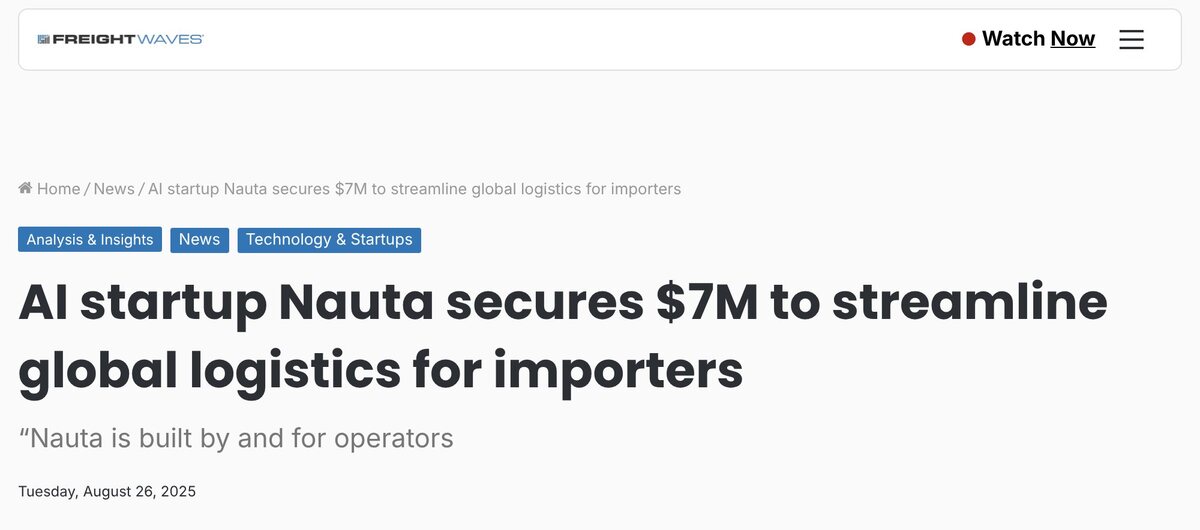 FREIGHTWAVES
Watch Now
Home / News / AI startup Nauta secures $7M to streamline global logistics for importers
Analysis & Insights News Technology & Startups
AI startup Nauta secures $7M to streamline
global logistics for importers
“Nauta is built by and for operators
Tuesday, August 26, 2025